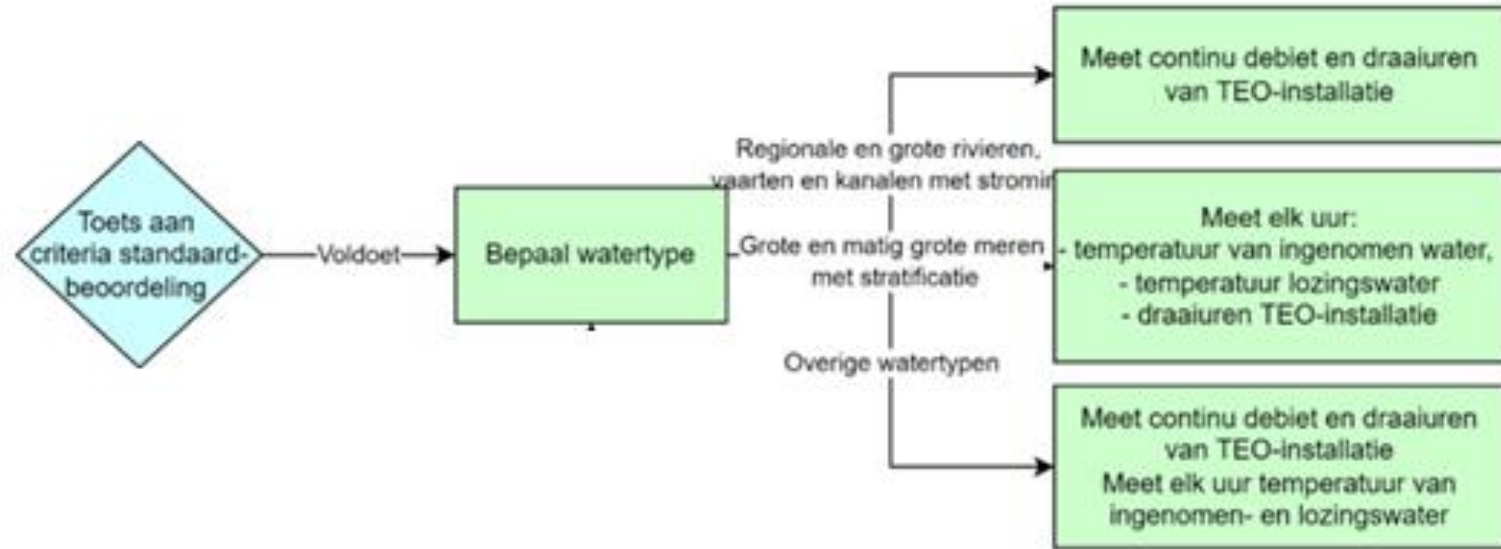 Toets aan
criteria standaard-
beoordeling
Voldoet
Bepaal watertype
Regionale en grote rivieren,
vaarten en kanalen met stromin
Grote en matig grote meren
met stratificatie
Overige watertypen
Meet continu debiet en draaiuren
van TEO-installatie
Meet elk uur:
- temperatuur van ingenomen water,
- temperatuur lozingswater
- draaiuren TEO-installatie
Meet continu debiet en draaiuren
van TEO-installatie
Meet elk uur temperatuur van
ingenomen- en lozingswater